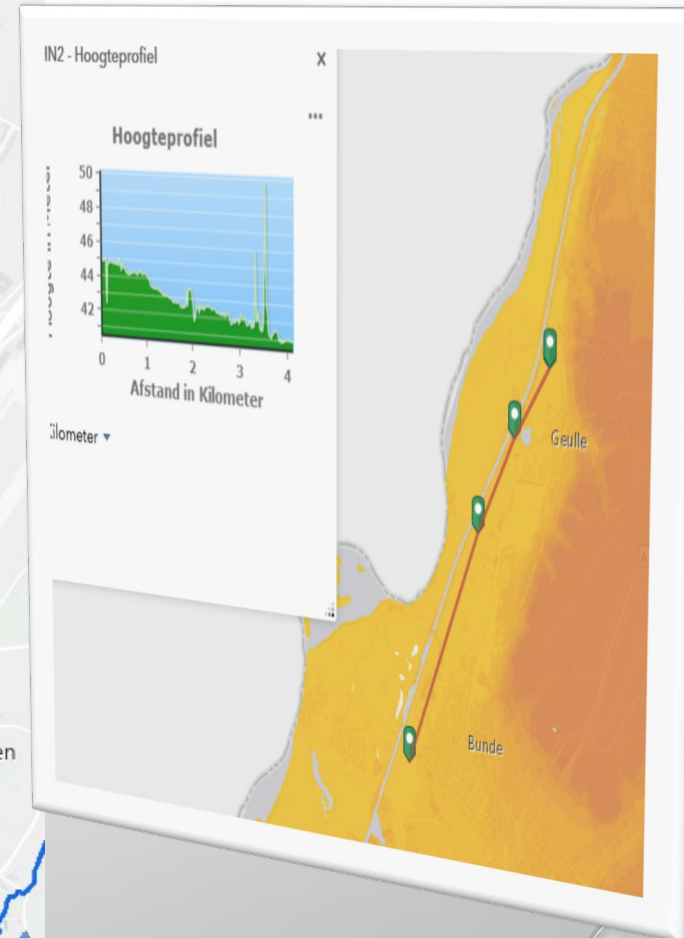 IN2 - Hoogteprofiel
x
Hoogteprofiel
50
48
46
44
42
0 1 2 3 4
Afstand in Kilometer
Geulle
Bunde